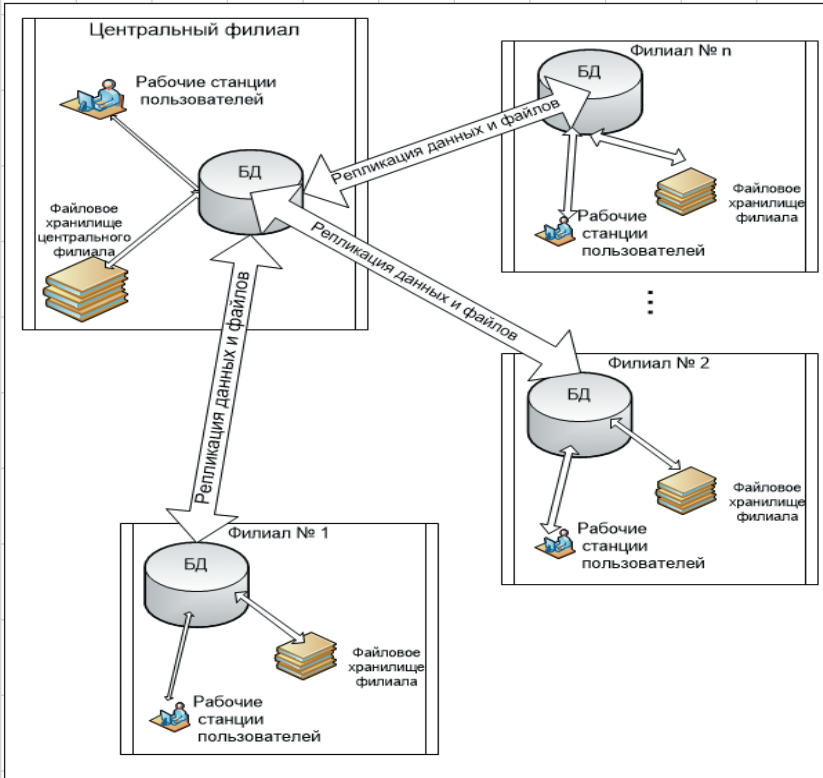 Центральный филиал
Рабочие станции
пользователей
БД
Файловое
хранилище
центрального
филиала
Репликация данных и файлов
Филиал № n
БД
Файловое
хранилище
филиала
Рабочие
станции
пользователей
Репликация данных и файлов
...
Филиал № 2
БД
Файловое
хранилище
филиала
Рабочие
станции
пользователей
Репликация данных и файлов
Филиал № 1
БД
Файловое
хранилище
филиала
Рабочие
станции
пользователей